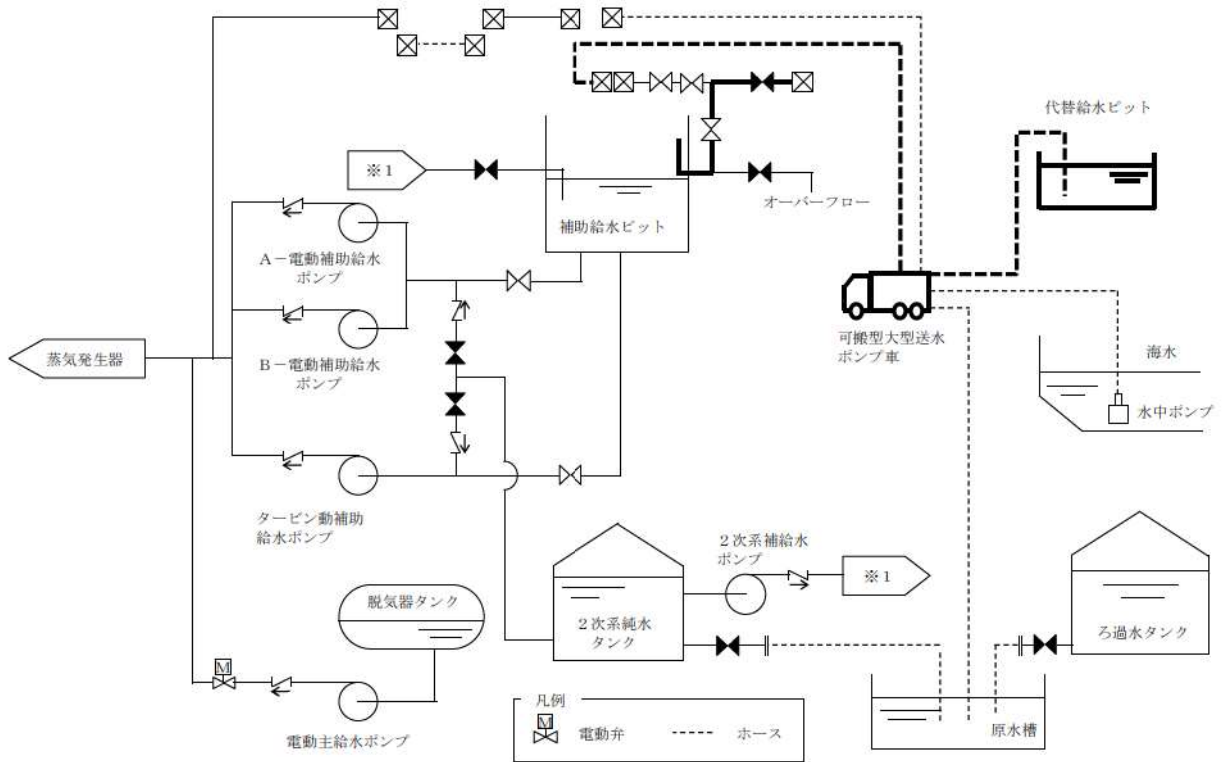 代替給水ピット
※1
オーバーフロー
補助給水ピット
A-電動補助給水
ポンプ
可搬型大型送水
ポンプ車
海水
蒸気発生器
B-電動補助給水
ポンプ
水中ポンプ
タービン動補助
給水ポンプ
2次系補給水
ポンプ
※1
脱気器タンク
2次系純水
タンク
ろ過水タンク
M
電動主給水ポンプ
凡例
M
電動弁
ホース
原水槽